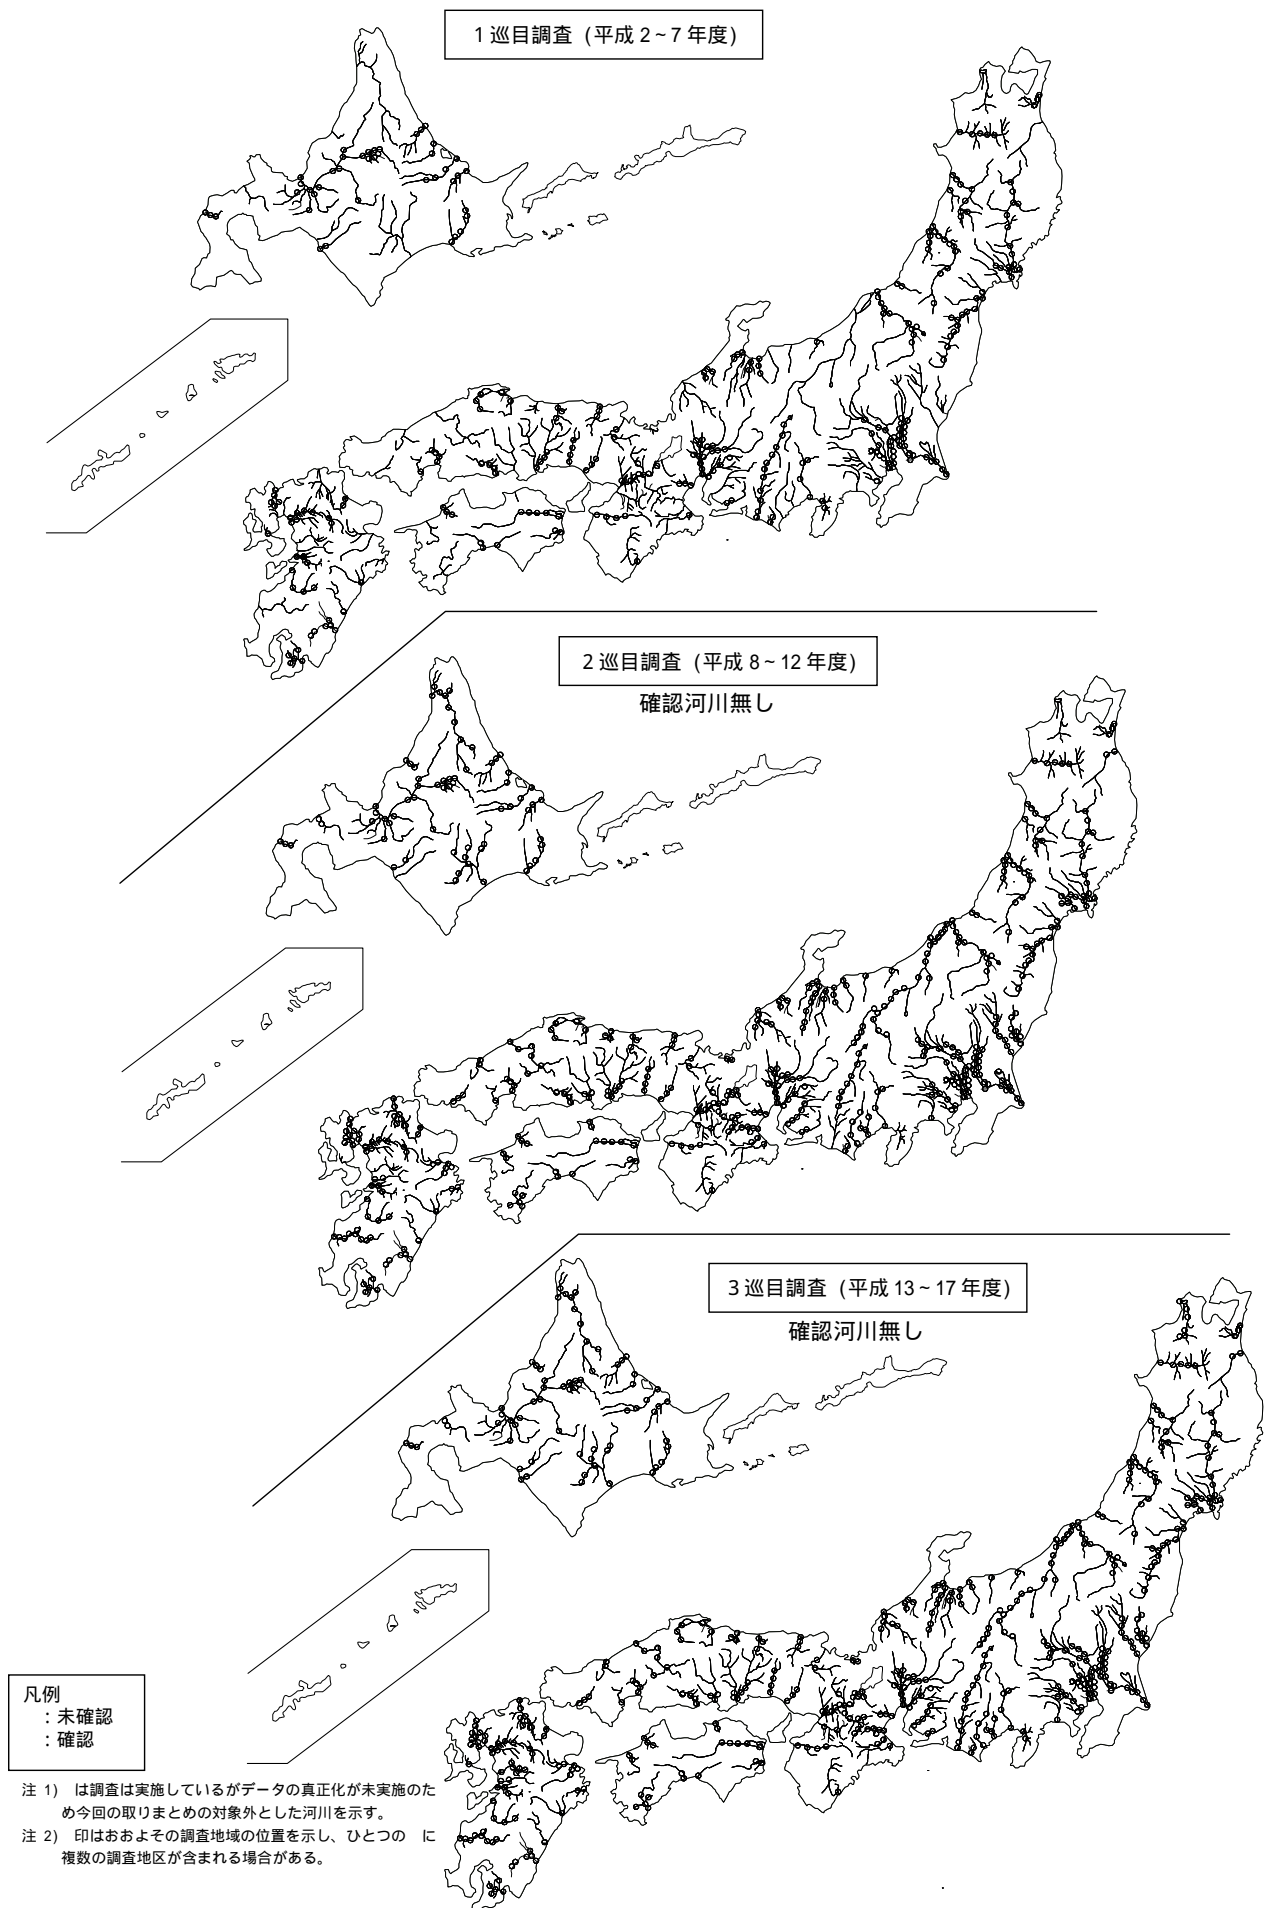 1巡目調査 (平成2~7年度)
2巡目調査 (平成8~12年度)
確認河川無し
3巡目調査 (平成13~17年度)
確認河川無し
凡例
:未確認
:確認
注 1) は調査は実施しているがデータの真正化が未実施のた
め今回の取りまとめの対象外とした河川を示す。
注 2) 印はおおよその調査地域の位置を示し、ひとつの に
複数の調査地区が含まれる場合がある。